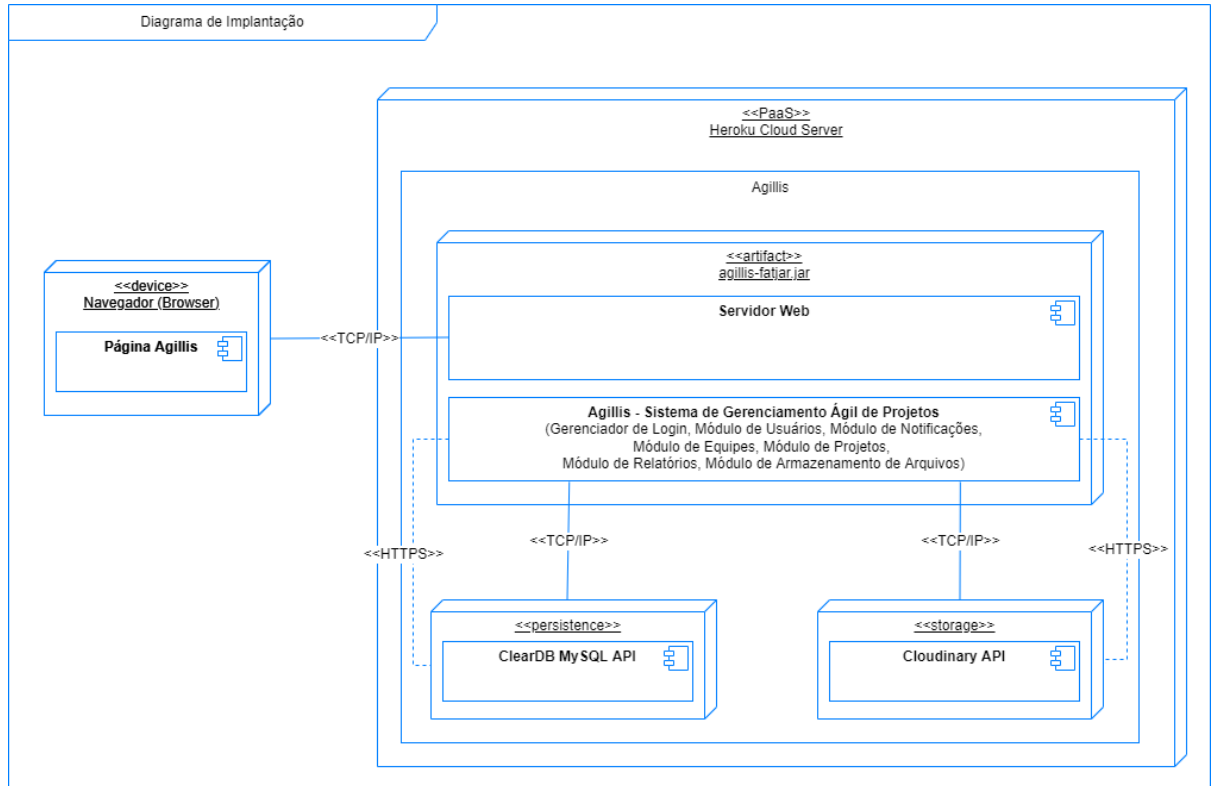 Diagrama de Implantação
<<PaaS>>
Heroku Cloud Server
Agillis
<<artifact>>
agillis-fatjar.jar
<<device>>
Navegador (Browser)
Página Agillis
<<TCP/IP>>
Servidor Web
Agillis - Sistema de Gerenciamento Ágil de Projetos
(Gerenciador de Login, Módulo de Usuários, Módulo de Notificações,
Módulo de Equipes, Módulo de Projetos,
Módulo de Relatórios, Módulo de Armazenamento de Arquivos)
<<HTTPS>>
<<TCP/IP>>
<<TCP/IP>>
<<HTTPS>>
<<persistence>>
ClearDB MySQL API
<<storage>>
Cloudinary API